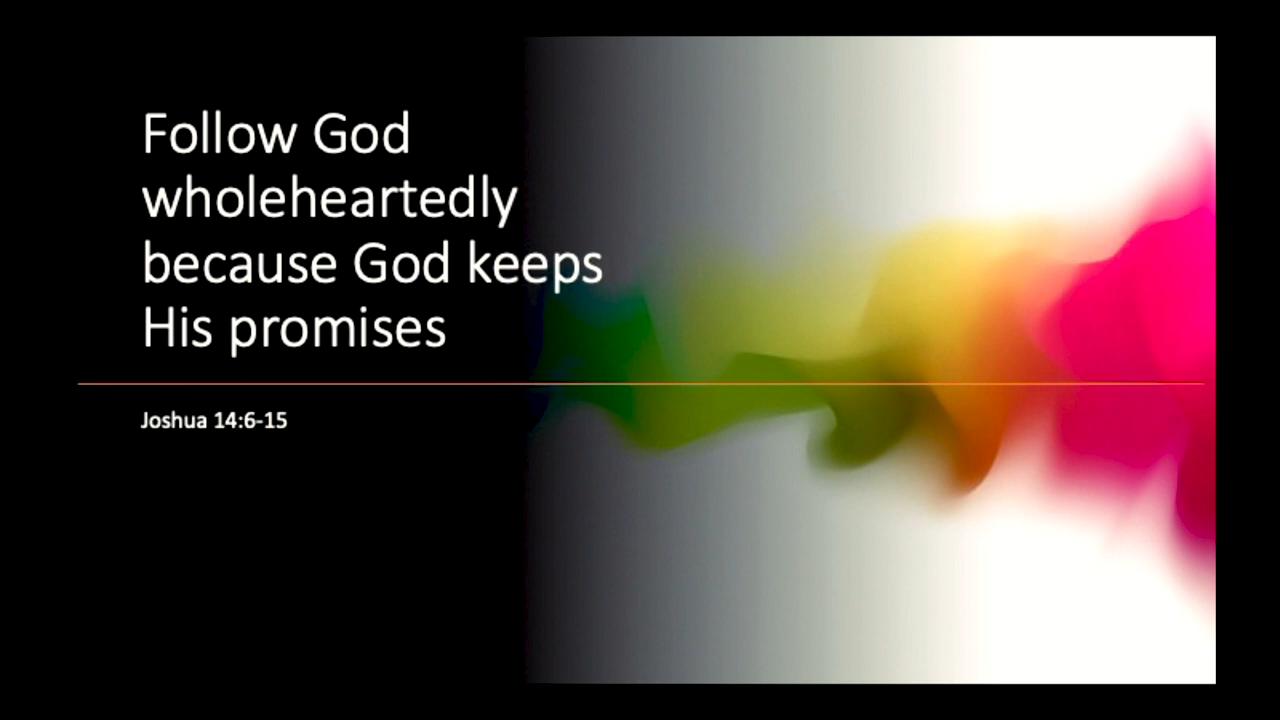 Follow God
wholeheartedly
because God keeps
His promises
Joshua 14:6-15